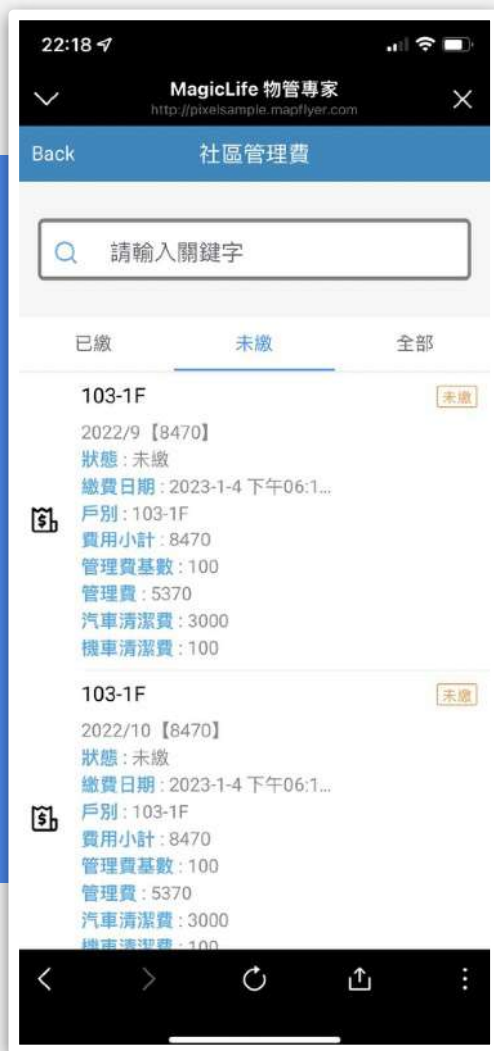 22:18
MagicLife 物管專家
http://pixelsample.mapflyer.com
Back
社區管理費
請輸入關鍵字
已繳
未繳
全部
103-1F
未繳
2022/9【8470】
狀態 : 未繳
繳費日期 : 2023-1-4 下午06:1...
戶別 : 103-1F
費用小計 : 8470
管理費基數 : 100
管理費 : 5370
汽車清潔費 : 3000
機車清潔費 : 100
103-1F
未繳
2022/10【8470】
狀態 : 未繳
繳費日期 : 2023-1-4 下午06:1...
戶別 : 103-1F
費用小計 : 8470
管理費基數 : 100
管理費 : 5370
汽車清潔費 : 3000
機車清潔費 : 100